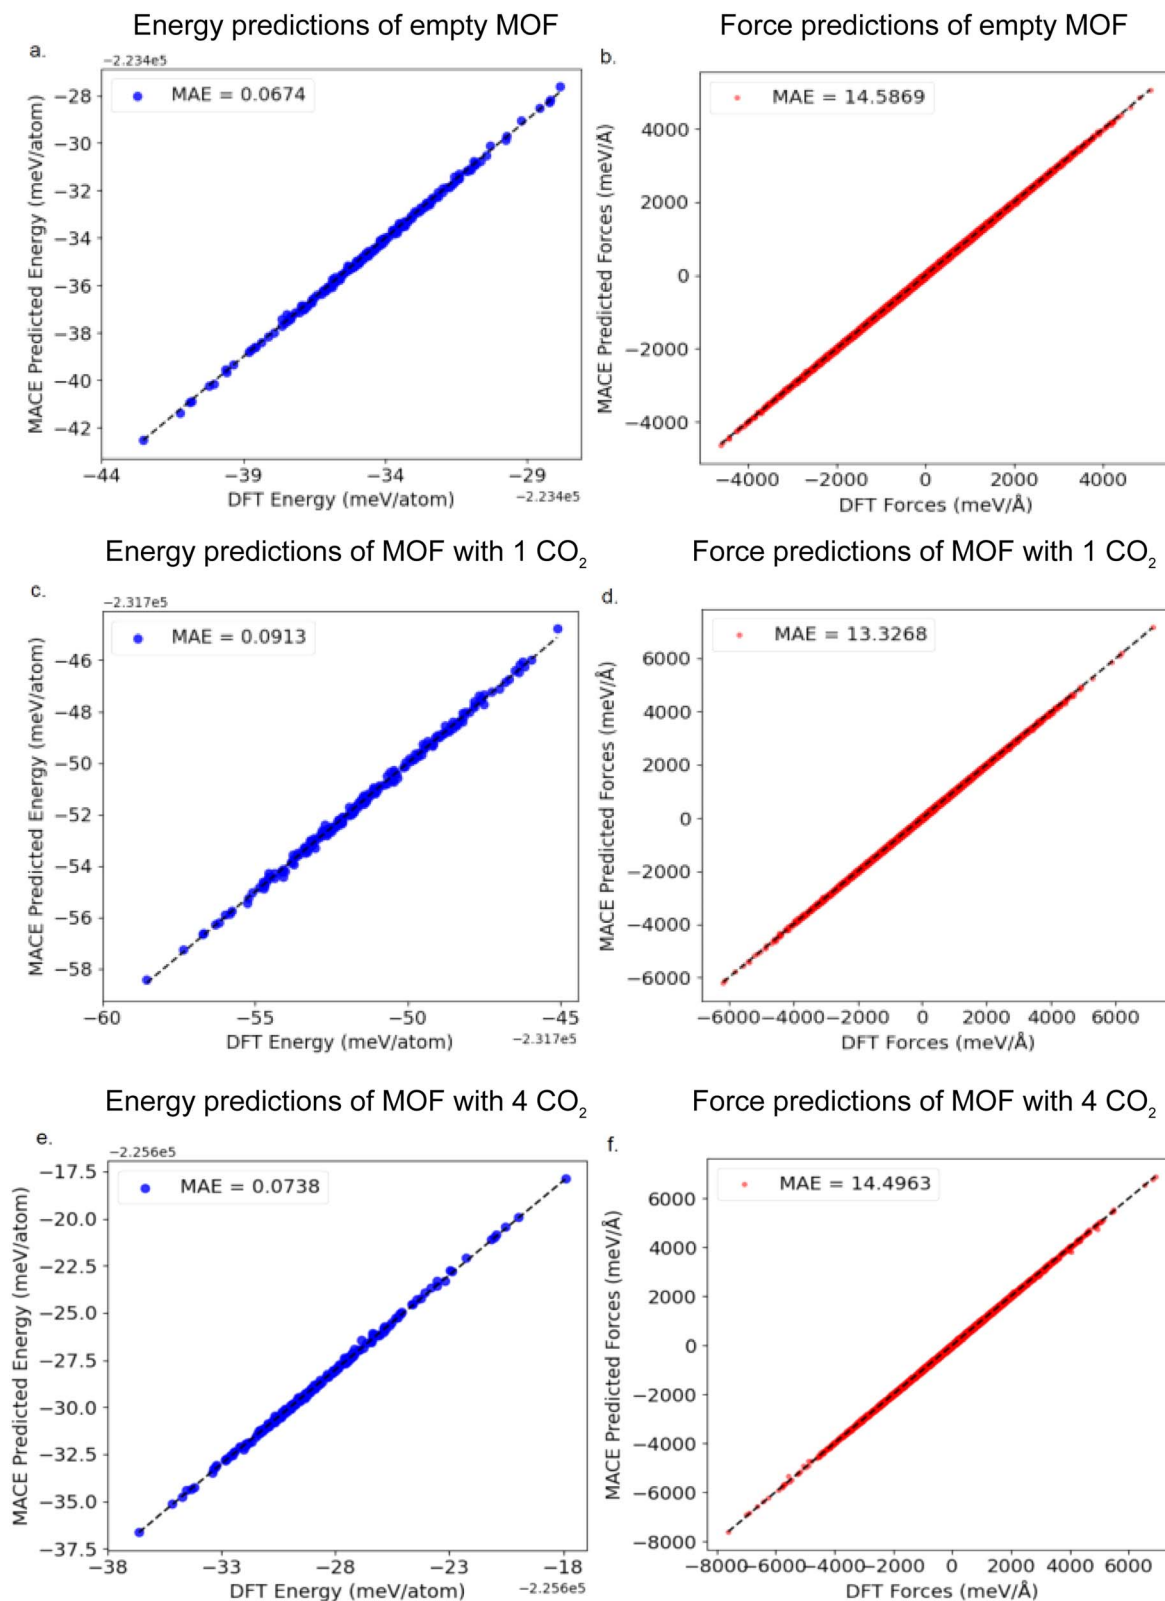 Energy predictions of empty MOF
Force predictions of empty MOF
a.
−2.234e5
MAE = 0.0674
MACE Predicted Energy (meV/atom)
−28
−30
−32
−34
−36
−38
−40
−42
−44
−39
−34
−29
DFT Energy (meV/atom)
−2.234e5
b.
MAE = 14.5869
MACE Predicted Forces (meV/Å)
4000
2000
0
−2000
−4000
−4000
−2000
0
2000
4000
DFT Forces (meV/Å)
Energy predictions of MOF with 1 CO₂
Force predictions of MOF with 1 CO₂
c.
−2.317e5
MAE = 0.0913
MACE Predicted Energy (meV/atom)
−46
−48
−50
−52
−54
−56
−58
−60
−55
−50
−45
DFT Energy (meV/atom)
−2.317e5
d.
MAE = 13.3268
MACE Predicted Forces (meV/Å)
6000
4000
2000
0
−2000
−4000
−6000
−6000
−4000
−2000
0
2000
4000
6000
DFT Forces (meV/Å)
Energy predictions of MOF with 4 CO₂
Force predictions of MOF with 4 CO₂
e.
−2.256e5
MAE = 0.0738
MACE Predicted Energy (meV/atom)
−17.5
−20.0
−22.5
−25.0
−27.5
−30.0
−32.5
−35.0
−37.5
−38
−33
−28
−23
−18
DFT Energy (meV/atom)
−2.256e5
f.
MAE = 14.4963
MACE Predicted Forces (meV/Å)
6000
4000
2000
0
−2000
−4000
−6000
−8000
−8000
−6000
−4000
−2000
0
2000
4000
6000
DFT Forces (meV/Å)